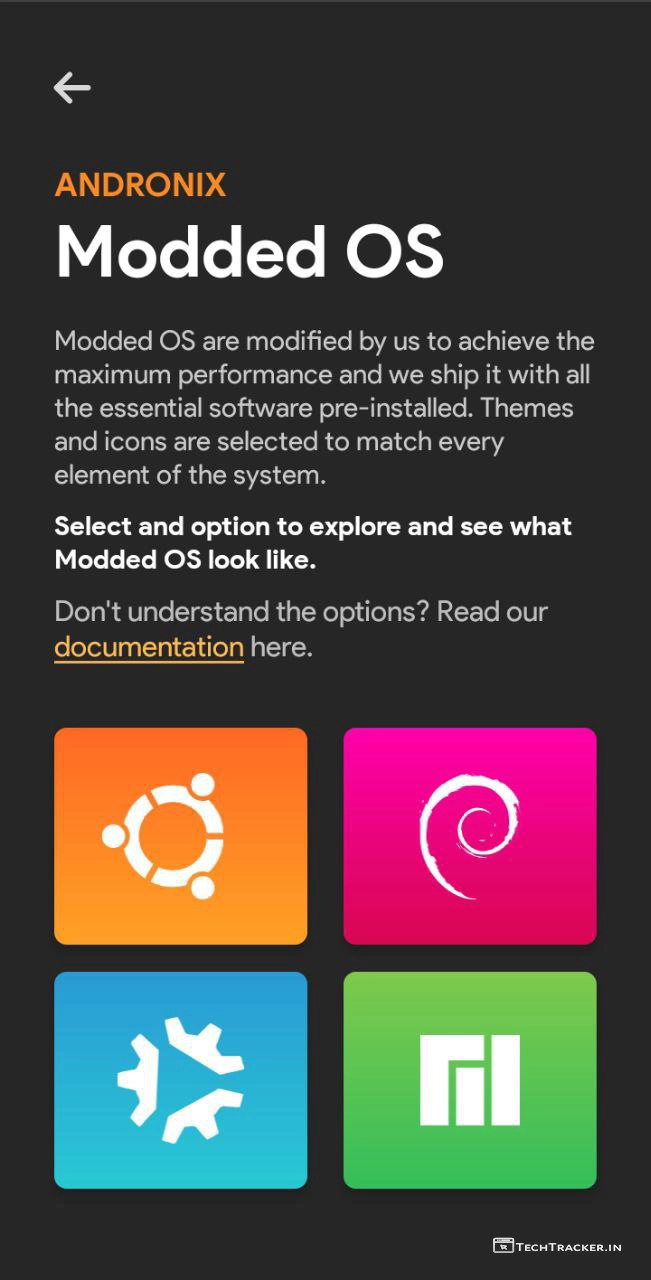 ANDRONIX
Modded OS
Modded OS are modified by us to achieve the
maximum performance and we ship it with all
the essential software pre-installed. Themes
and icons are selected to match every
element of the system.
Select and option to explore and see what
Modded OS look like.
Don't understand the options? Read our
documentation here.
TECHTRACKER.IN